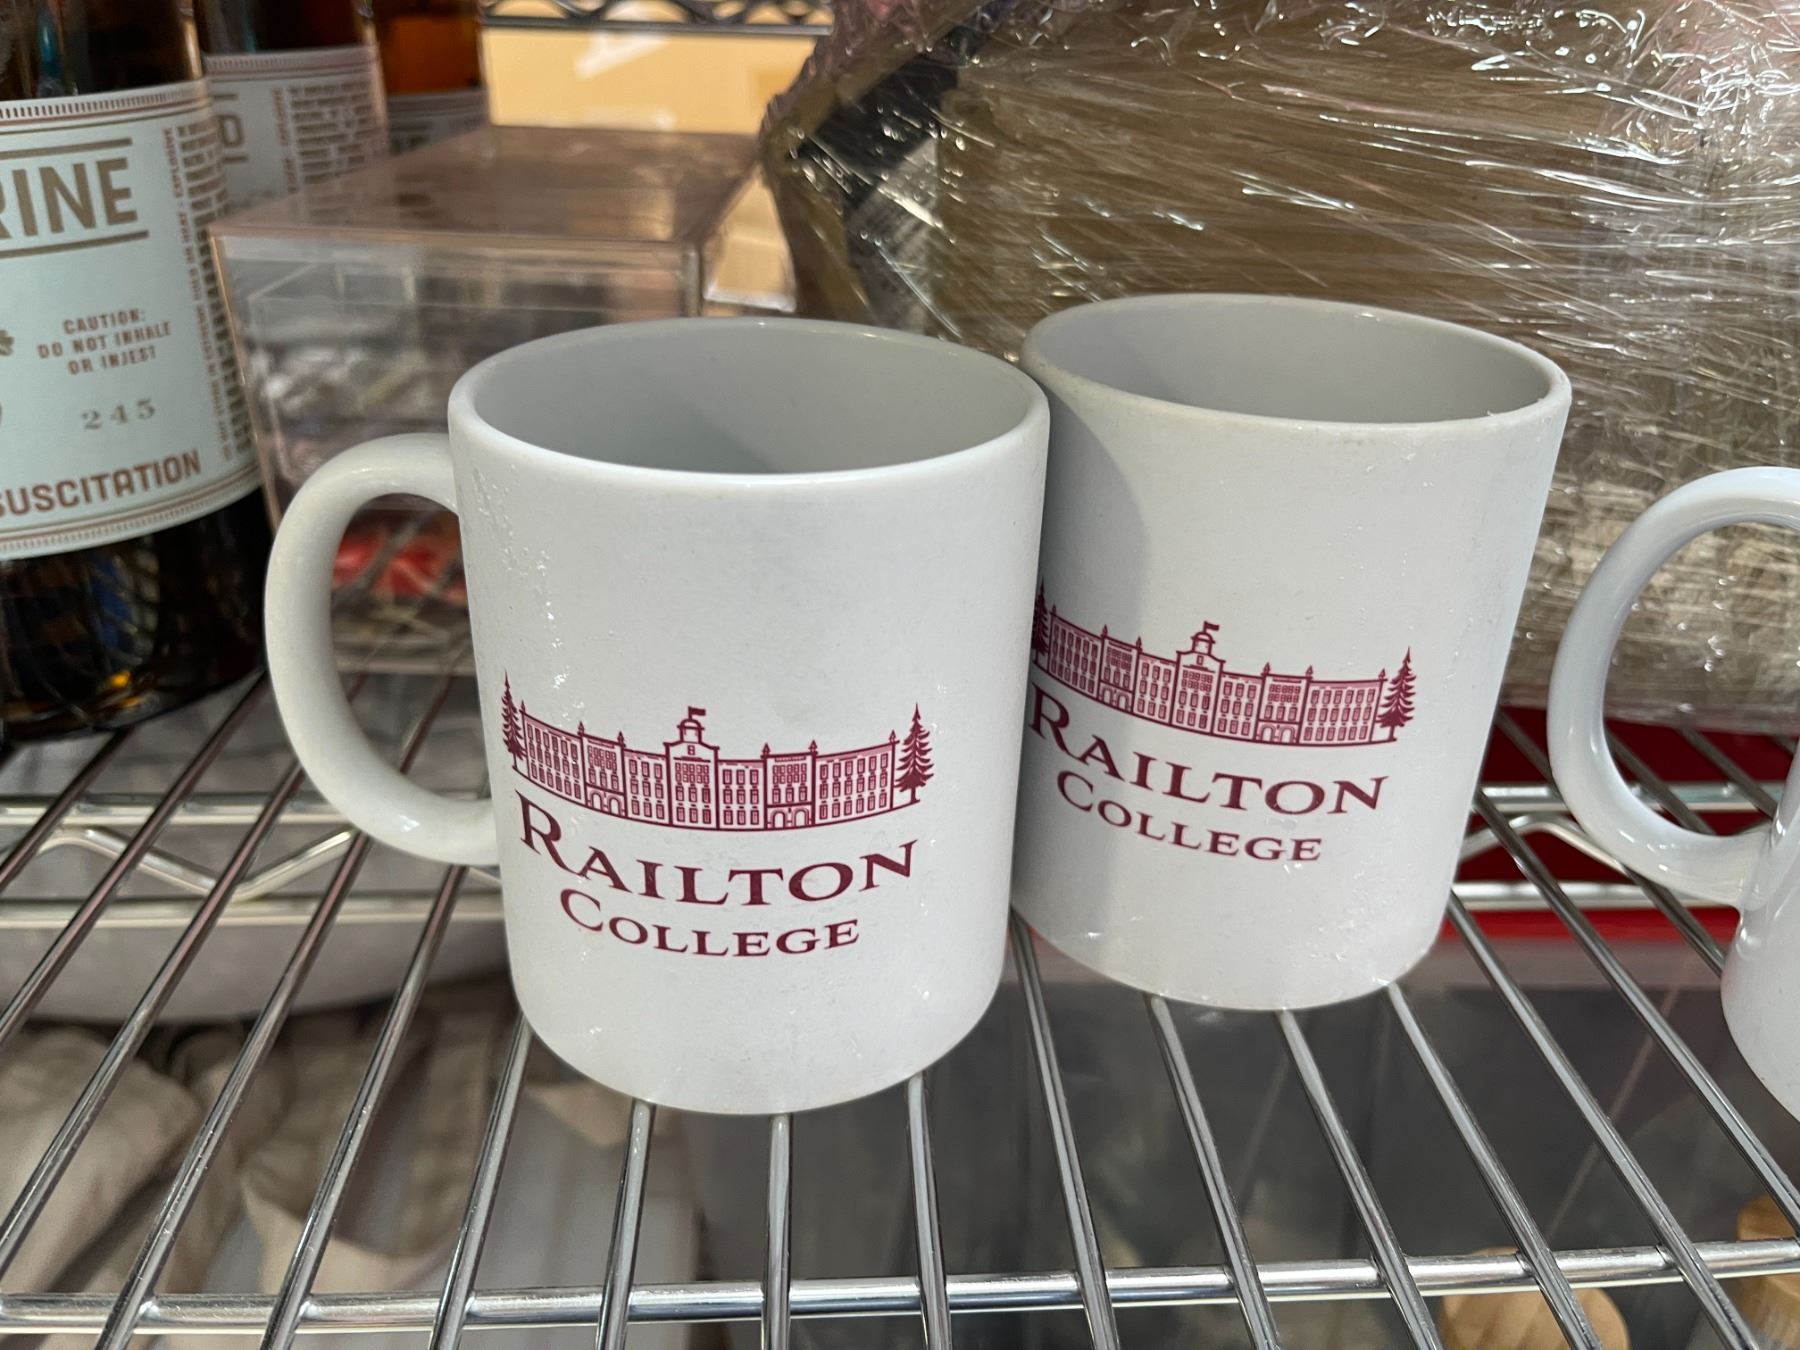 RINE
CAUTION:
DO NOT INHALE
OR INJEST
245
SUSCITATION
RAILTON
COLLEGE
RAILTON
COLLEGE